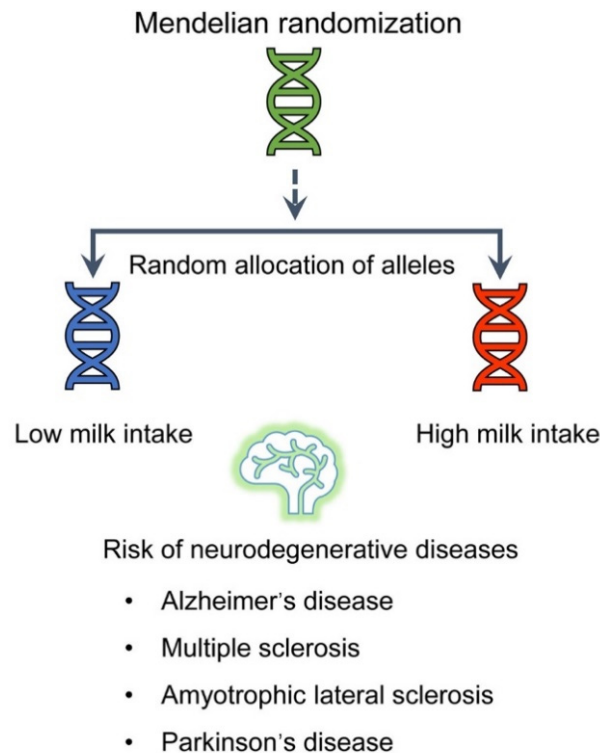 Mendelian randomization
Random allocation of alleles
Low milk intake
High milk intake
Risk of neurodegenerative diseases
• Alzheimer's disease
• Multiple sclerosis
• Amyotrophic lateral sclerosis
• Parkinson's disease